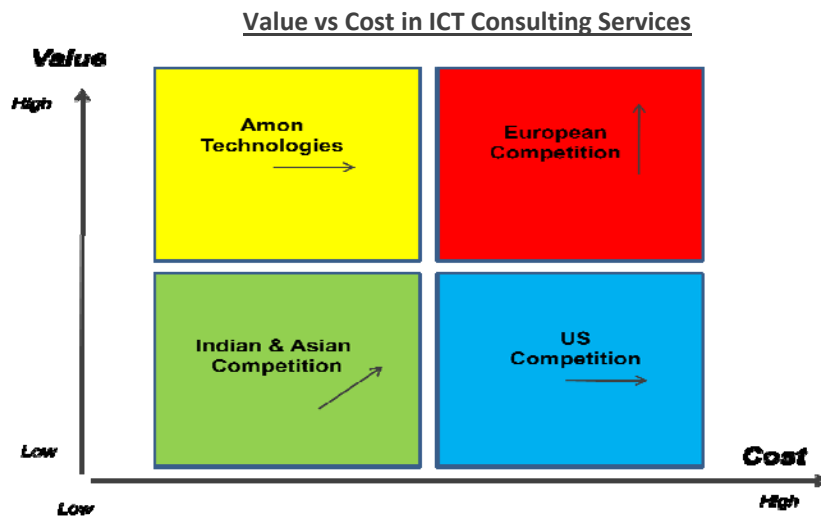 Value vs Cost in ICT Consulting Services
Value
High
Amon
Technologies
European
Competition
Indian & Asian
Competition
US
Competition
Low
Cost
Low
High